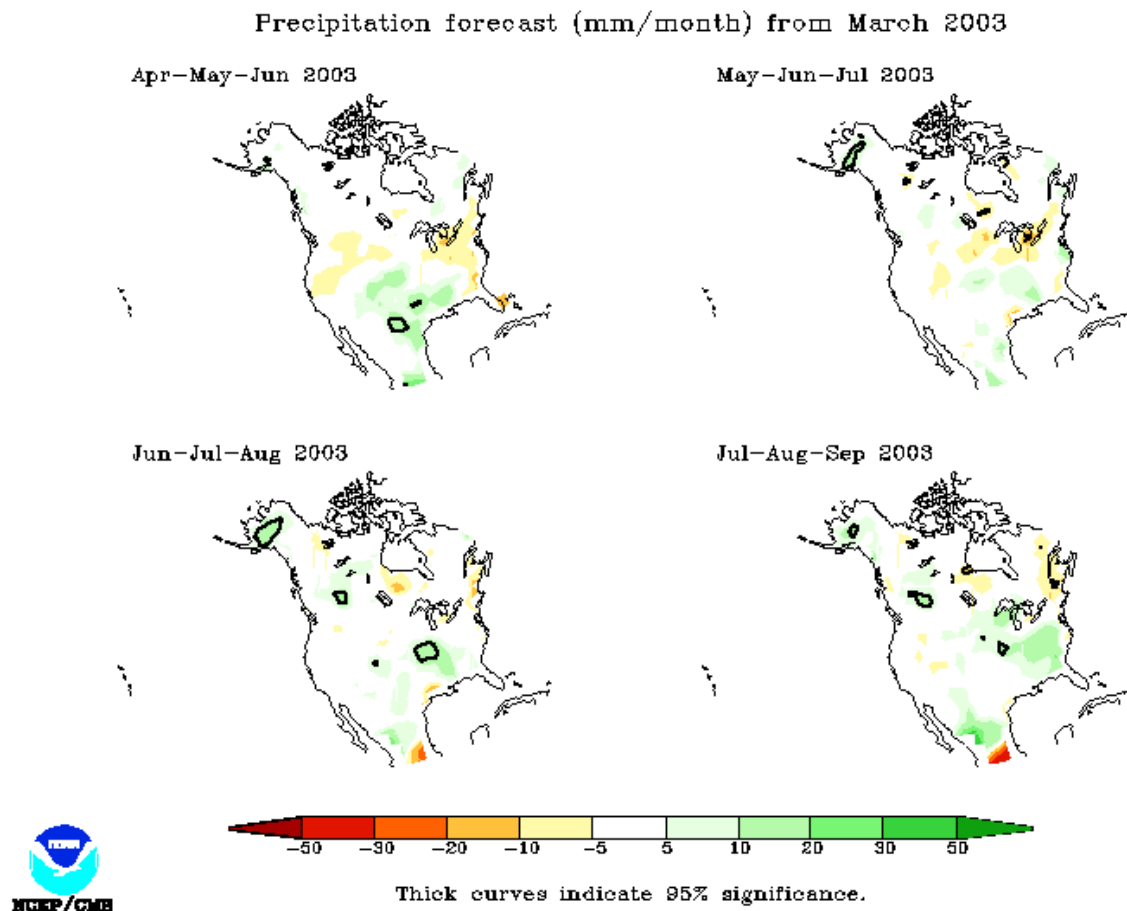 Precipitation forecast (mm/month) from March 2003
Apr-May-Jun 2003
May-Jun-Jul 2003
Jun-Jul-Aug 2003
Jul-Aug-Sep 2003
-50 -30 -20 -10 -5 5 10 20 30 50
Thick curves indicate 95% significance.
NOAA
NCEP/CMB